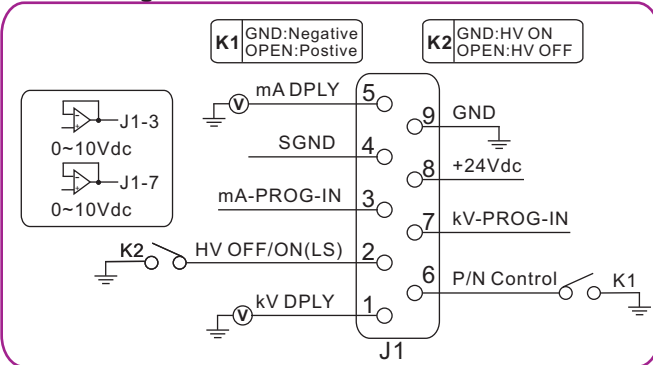 K1 GND:Negative
OPEN:Postive
K2 GND:HV ON
OPEN:HV OFF
J1-3
0~10Vdc
J1-7
0~10Vdc
V mA DPLY 5
9 GND
SGND 4
8 +24Vdc
mA-PROG-IN 3
7 kV-PROG-IN
K2 HV OFF/ON(LS) 2
6 P/N Control K1
V kV DPLY 1
J1